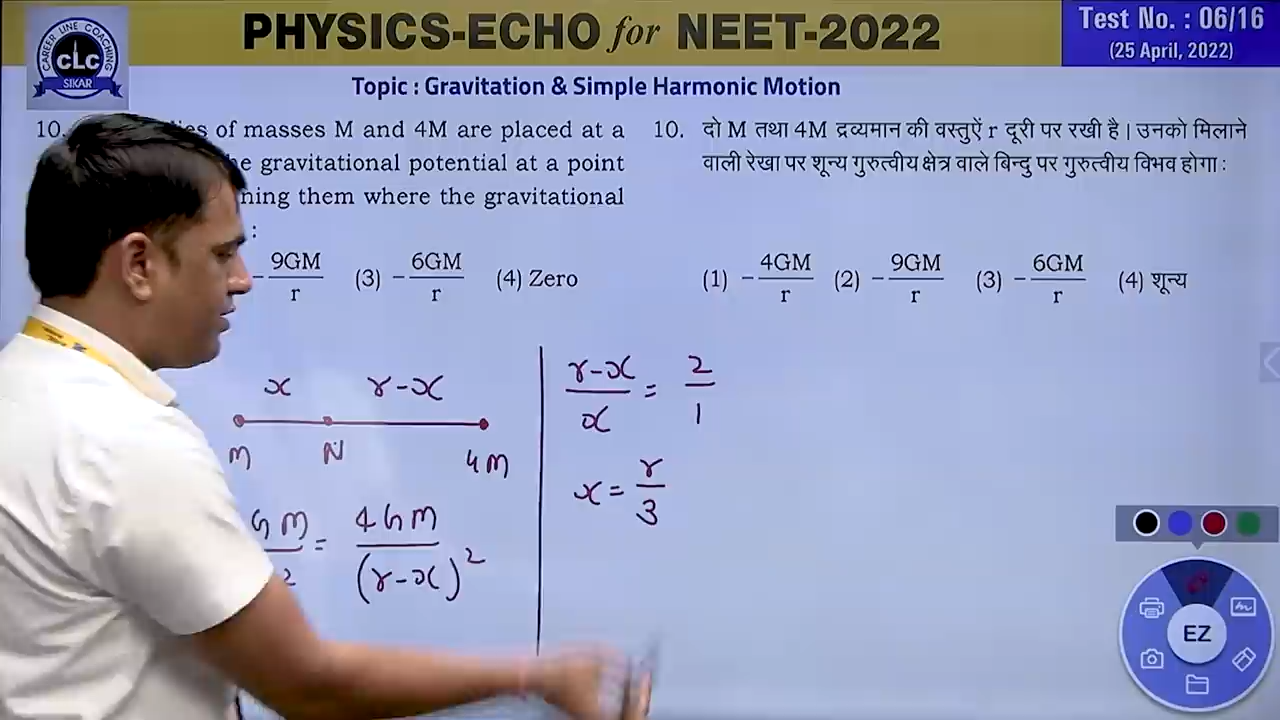 PHYSICS-ECHO for NEET-2022
Test No. : 06/16
(25 April, 2022)
CAREER LINE COACHING
CLC
SIKAR
Topic : Gravitation & Simple Harmonic Motion
10. of masses M and 4M are placed at a
gravitational potential at a point
them where the gravitational
:
- 9GM/r (3) - 6GM/r (4) Zero
10. दो M तथा 4M द्रव्यमान की वस्तुऐं r दूरी पर रखी है। उनको मिलाने
वाली रेखा पर शून्य गुरुत्वीय क्षेत्र वाले बिन्दु पर गुरुत्वीय विभव होगा :
(1) - 4GM/r (2) - 9GM/r (3) - 6GM/r (4) शून्य
x r-x
M N 4M
GM/2 = 4GM/(r-x)^2
r-x/x = 2/1
x = r/3
EZ